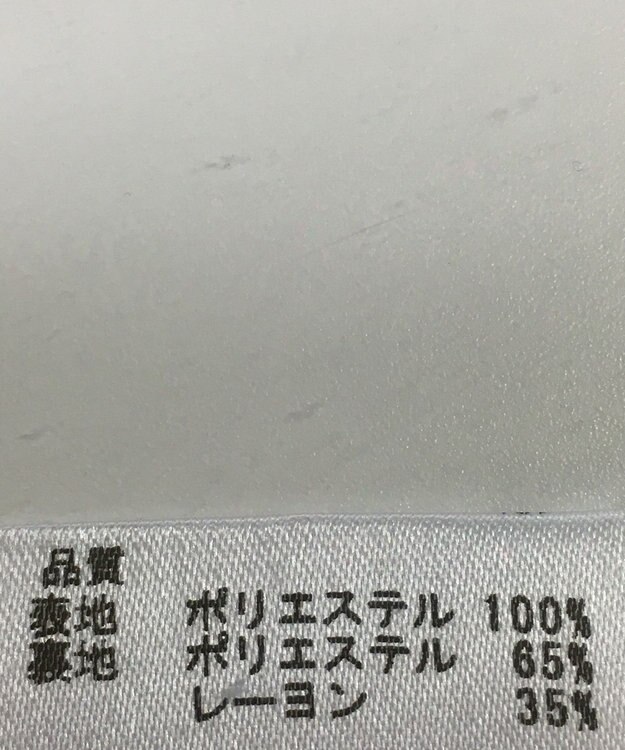 品質
表地 ポリエステル 100%
裏地 ポリエステル 65%
レーヨン 35%